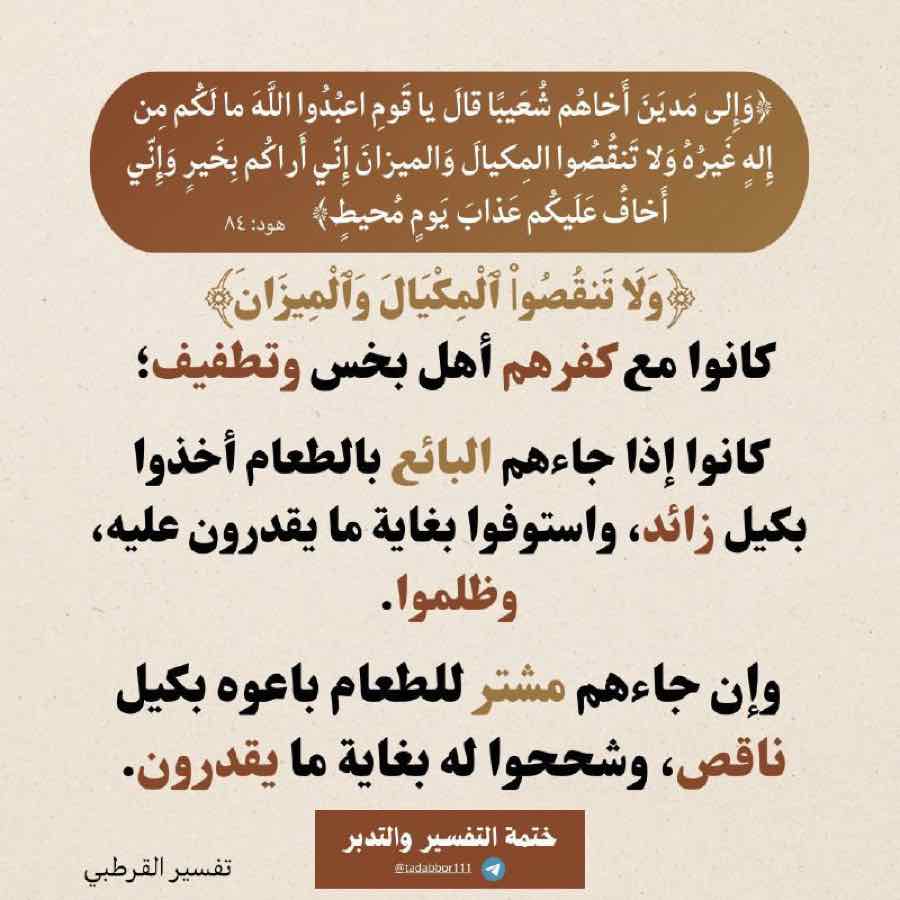 ﴿وَإِلى مَديَنَ أَخاهُم شُعَيبًا قالَ يا قَومِ اعبُدُوا اللَّهَ ما لَكُم مِن
إِلهٍ غَيرُهُ وَلا تَنقُصُوا المِكيالَ وَالميزانَ إِنّي أَراكُم بِخَيرٍ وَإِنّي
أَخافُ عَلَيكُم عَذابَ يَومٍ مُحيطٍ﴾ هود: ٨٤
﴿وَلَا تَنقُصُواْ ٱلْمِكْيَالَ وَٱلْمِيزَانَ﴾
كانوا مع كفرهم أهل بخس وتطفيف؛
كانوا إذا جاءهم البائع بالطعام أخذوا
بكيل زائد، واستوفوا بغاية ما يقدرون عليه،
وظلموا.
وإن جاءهم مشتر للطعام باعوه بكيل
ناقص، وشححوا له بغاية ما يقدرون.
ختمة التفسير والتدبر
@tadabbor111
تفسير القرطبي